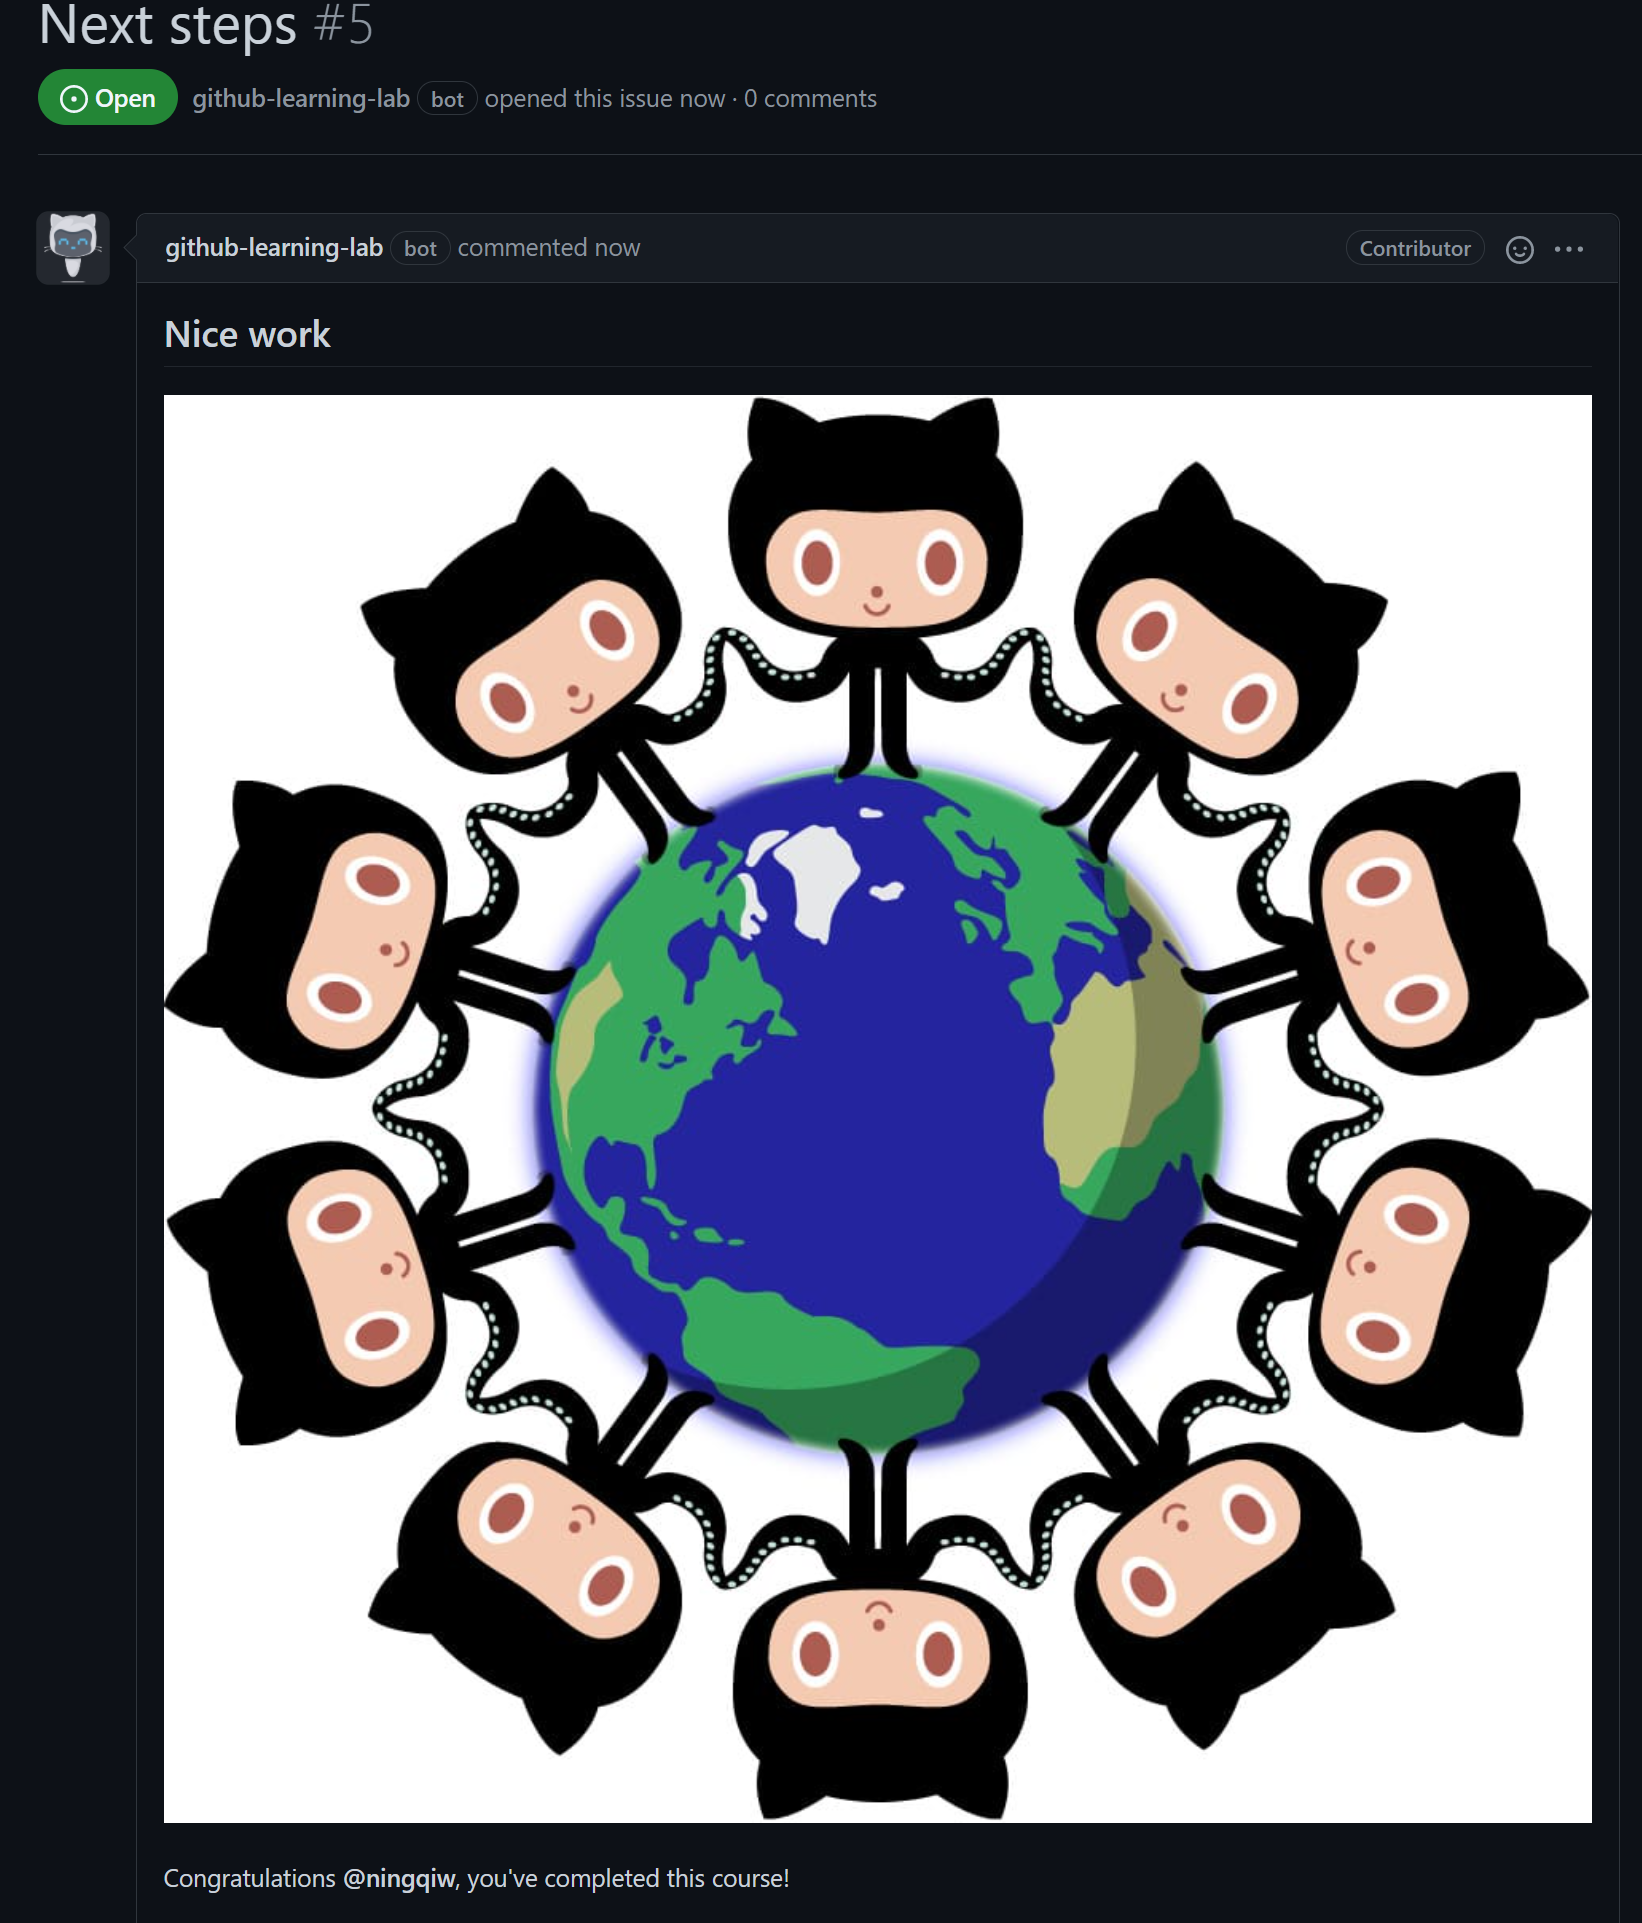 Next steps #5
Open github-learning-lab bot opened this issue now · 0 comments
github-learning-lab bot commented now Contributor
Nice work
Congratulations @ningqiw, you've completed this course!